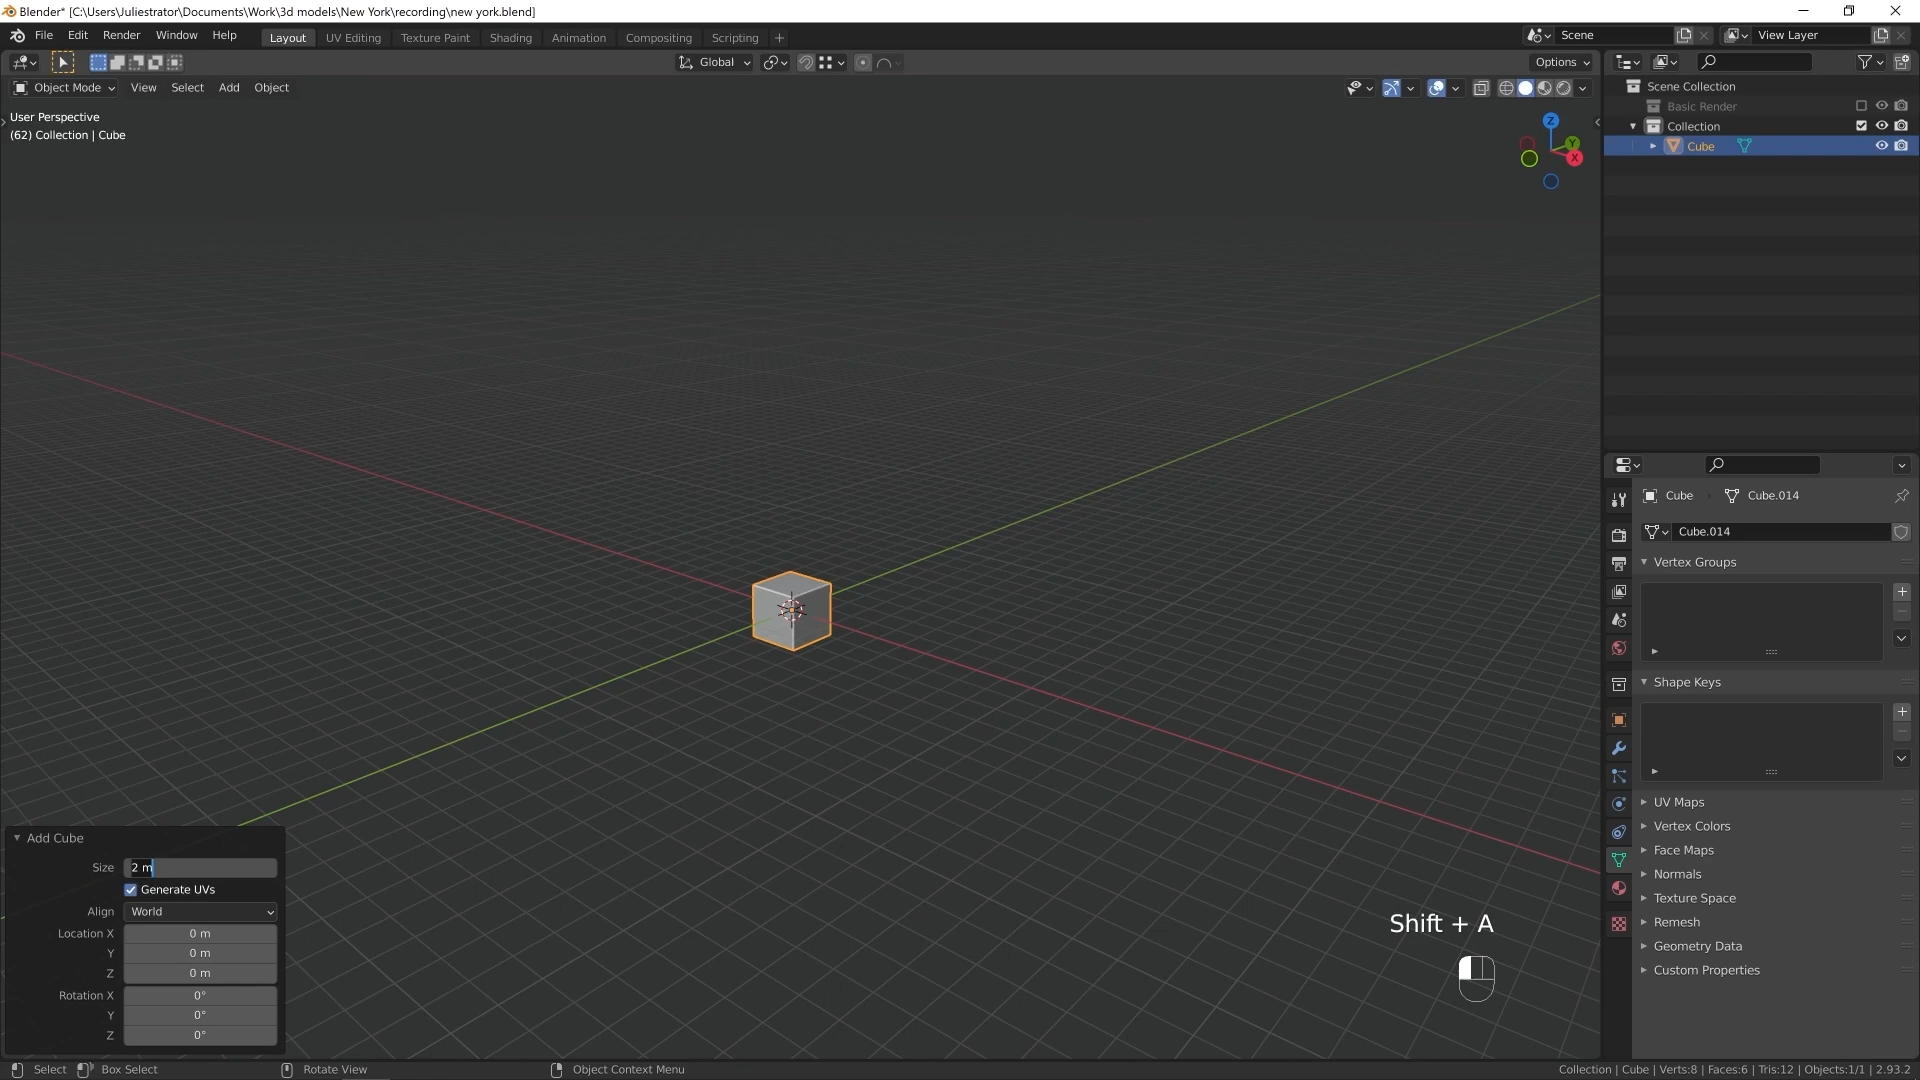 Blender* [C:\Users\Juliestrator\Documents\Work\3d models\New York\recording\new york.blend]
File Edit Render Window Help Layout UV Editing Texture Paint Shading Animation Compositing Scripting + Scene View Layer
Global Options
Object Mode View Select Add Object
User Perspective
(62) Collection | Cube
Z
Y
X
Scene Collection
Basic Render
Collection
Cube
Cube Cube.014
Cube.014
Vertex Groups
Shape Keys
UV Maps
Vertex Colors
Face Maps
Normals
Texture Space
Remesh
Geometry Data
Custom Properties
Add Cube
Size 2 m
Generate UVs
Align World
Location X 0 m
Y 0 m
Z 0 m
Rotation X 0°
Y 0°
Z 0°
Shift + A
Select Box Select Rotate View Object Context Menu Collection | Cube | Verts:8 | Faces:6 | Tris:12 | Objects:1/1 | 2.93.2